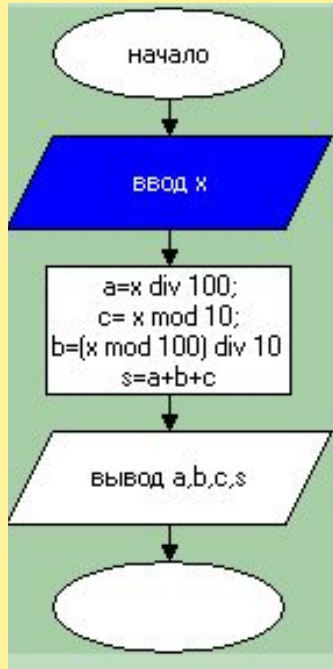 начало
ввод x
a=x div 100;
c= x mod 10;
b=(x mod 100) div 10
s=a+b+c
вывод a,b,c,s